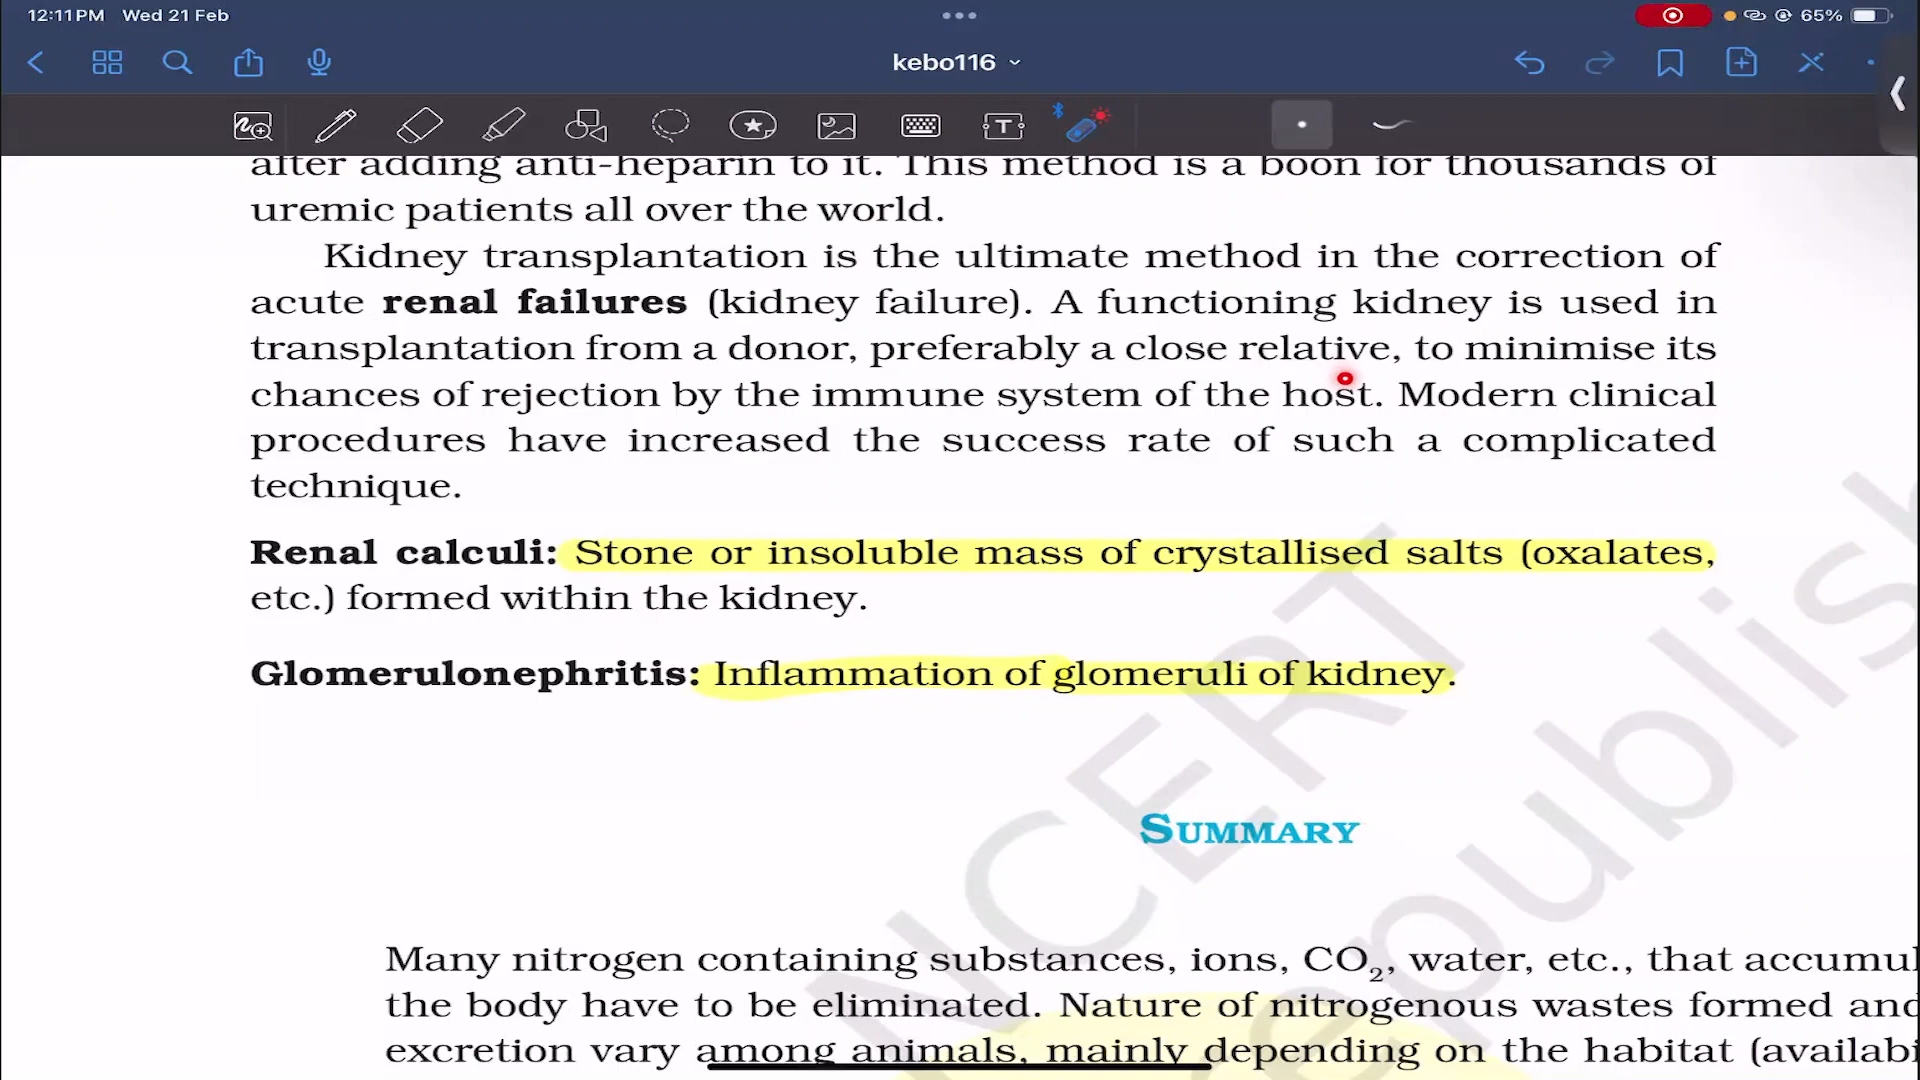 12:11 PM Wed 21 Feb
65%
kebo116
after adding anti-heparin to it. This method is a boon for thousands of
uremic patients all over the world.
Kidney transplantation is the ultimate method in the correction of
acute renal failures (kidney failure). A functioning kidney is used in
transplantation from a donor, preferably a close relative, to minimise its
chances of rejection by the immune system of the host. Modern clinical
procedures have increased the success rate of such a complicated
technique.
Renal calculi: Stone or insoluble mass of crystallised salts (oxalates,
etc.) formed within the kidney.
Glomerulonephritis: Inflammation of glomeruli of kidney.
SUMMARY
Many nitrogen containing substances, ions, CO₂, water, etc., that accumul
the body have to be eliminated. Nature of nitrogenous wastes formed and
excretion vary among animals, mainly depending on the habitat (availabi
NCERT
republish